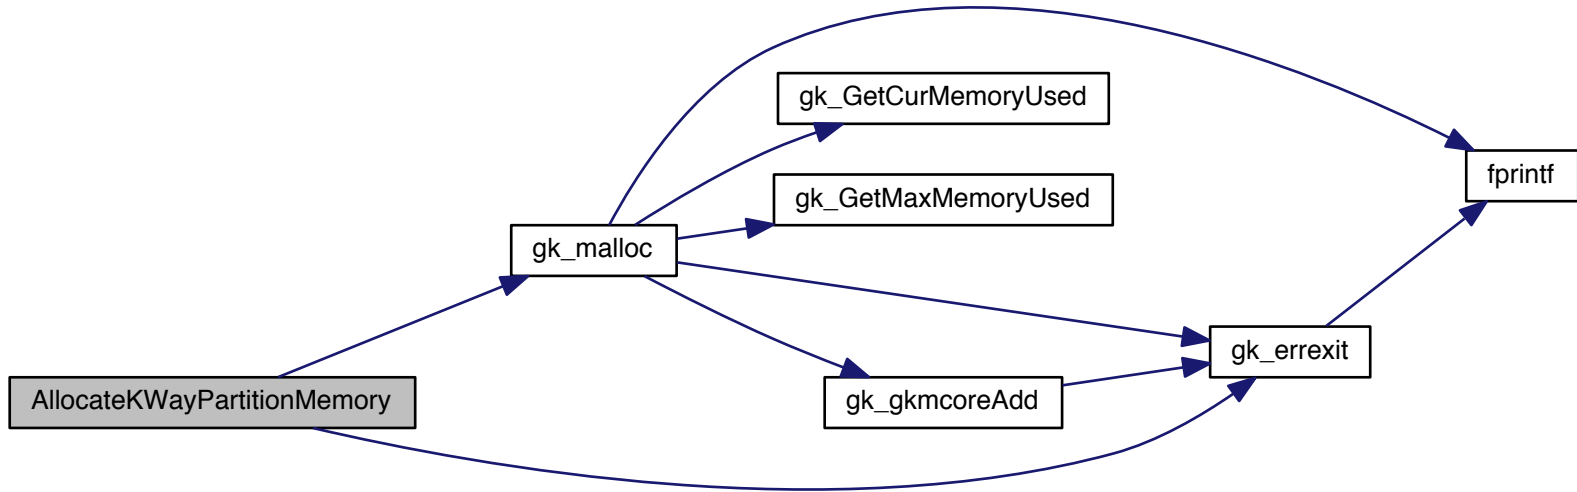 gk_GetCurMemoryUsed
fprintf
gk_GetMaxMemoryUsed
gk_malloc
gk_errexit
AllocateKWayPartitionMemory
gk_gkmcoreAdd